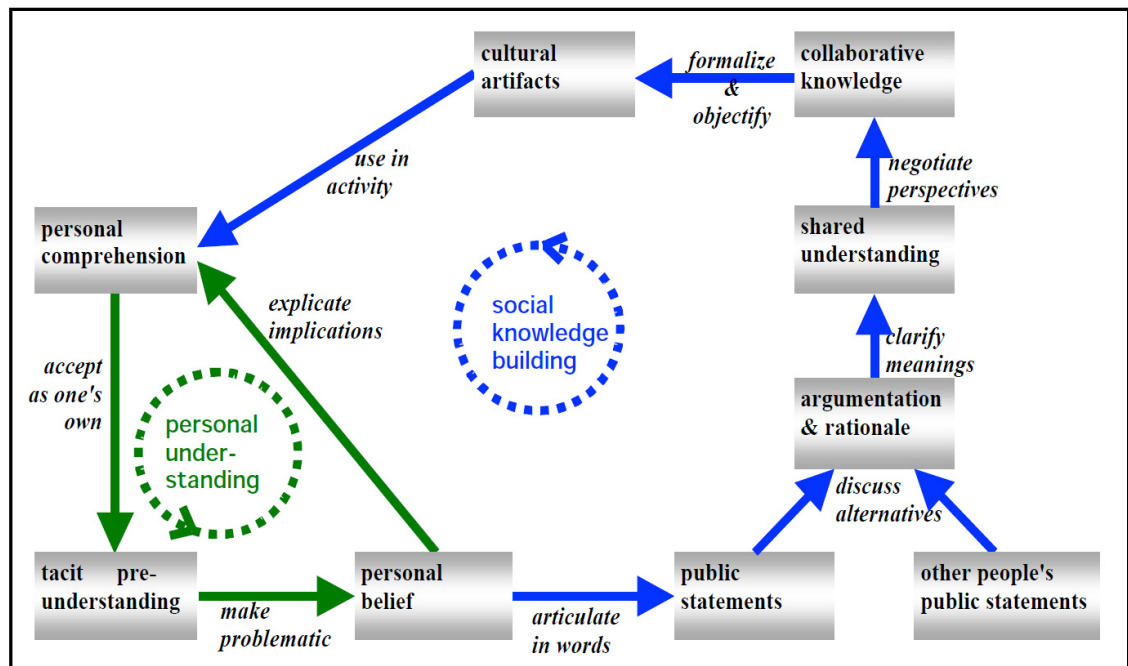 cultural
artifacts
formalize
&
objectify
collaborative
knowledge
use in
activity
negotiate
perspectives
personal
comprehension
shared
understanding
explicate
implications
social
knowledge
building
clarify
meanings
accept
as one's
own
personal
under-
standing
argumentation
& rationale
discuss
alternatives
tacit pre-
understanding
make
problematic
personal
belief
articulate
in words
public
statements
other people's
public statements